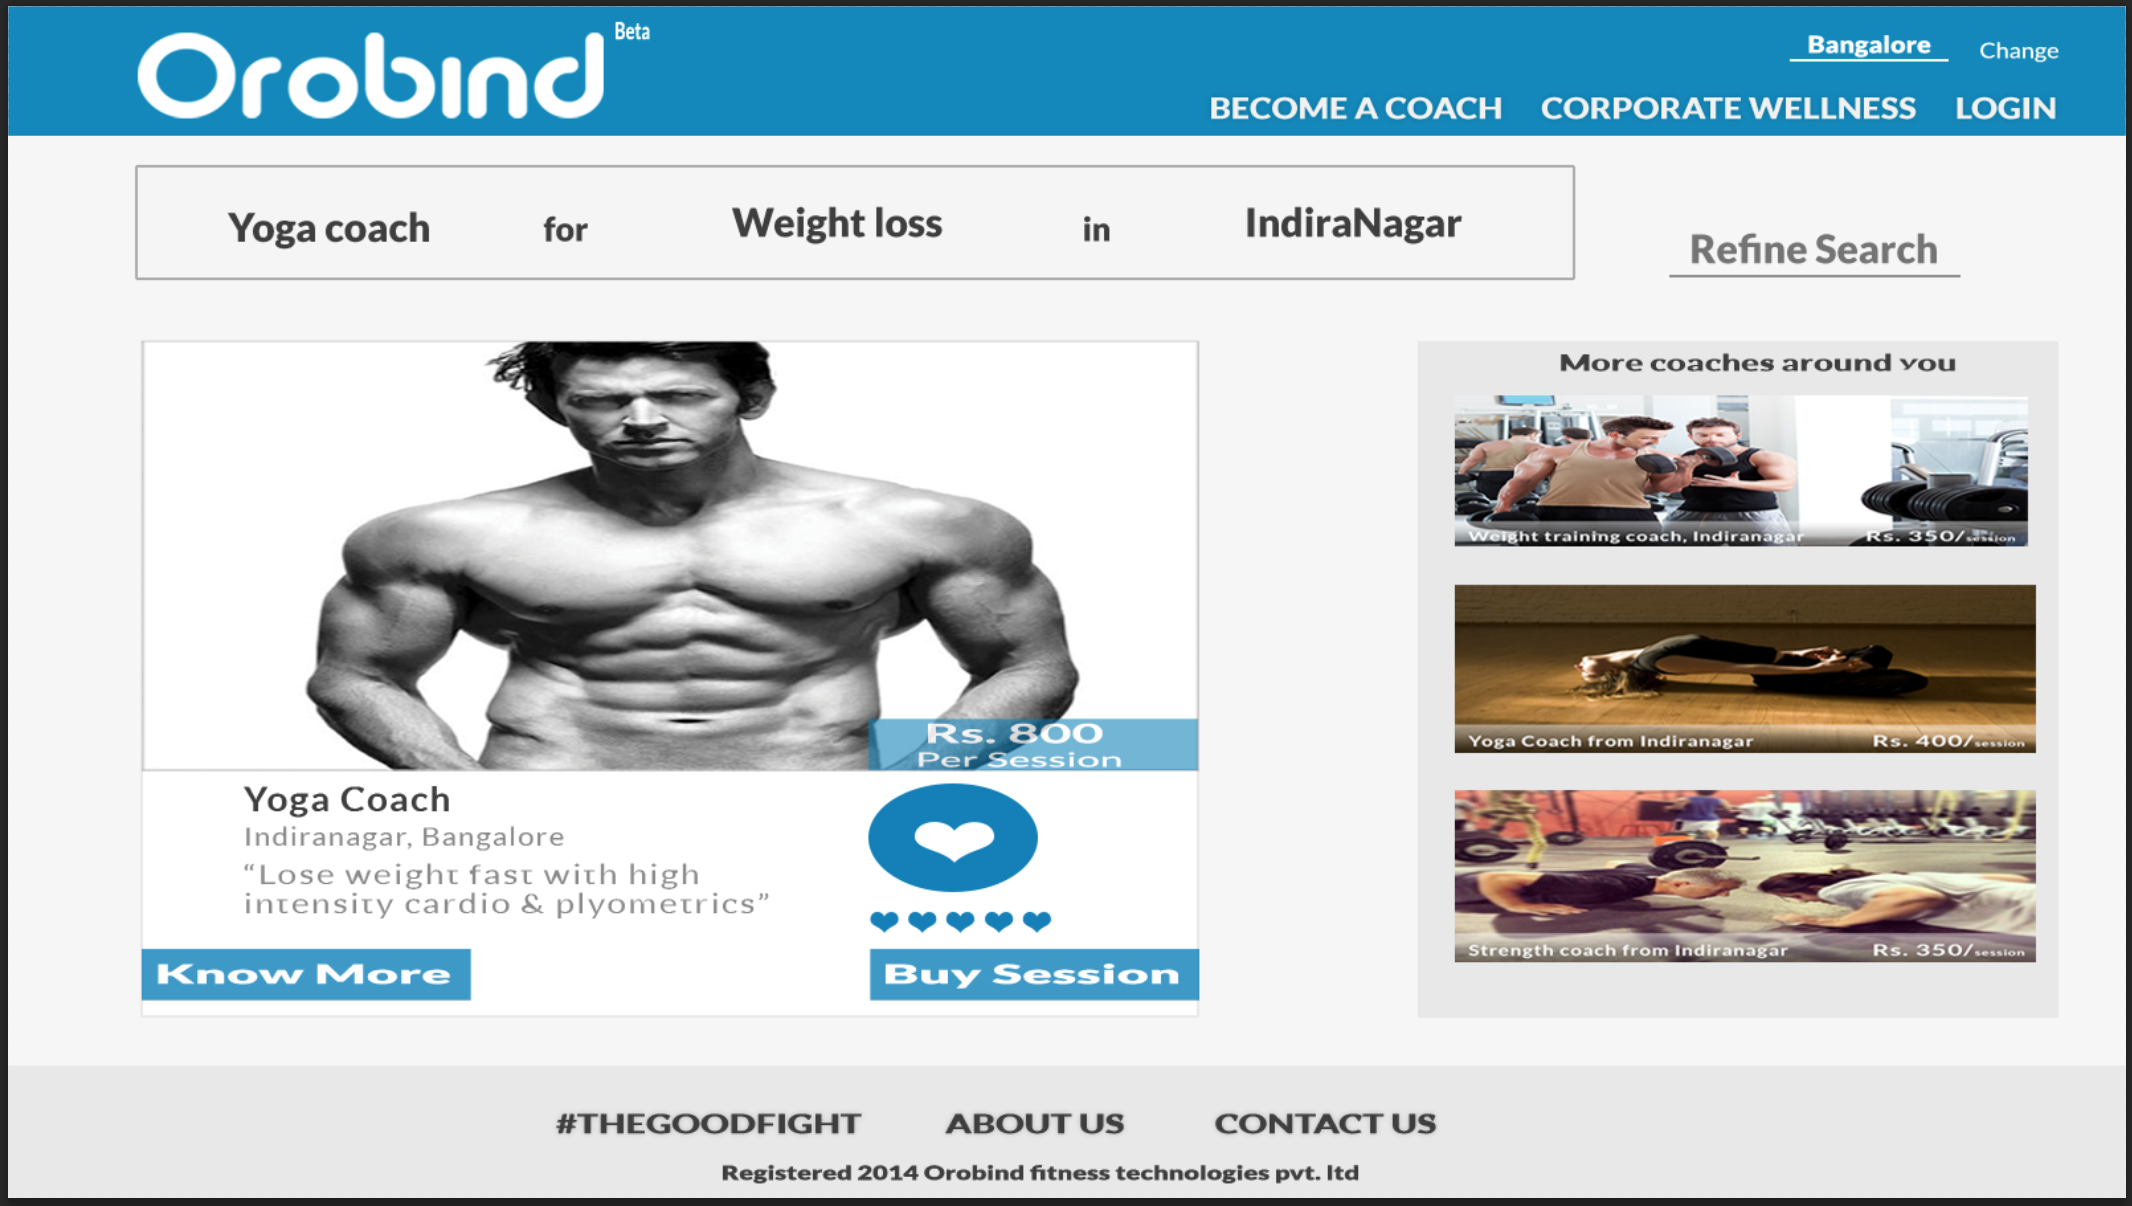 Orobind Beta
Bangalore Change
BECOME A COACH CORPORATE WELLNESS LOGIN
Yoga coach for Weight loss in IndiraNagar
Refine Search
Rs. 800
Per Session
Yoga Coach
Indiranagar, Bangalore
“Lose weight fast with high
intensity cardio & plyometrics”
Know More
Buy Session
More coaches around you
Weight training coach, Indiranagar Rs. 350/session
Yoga Coach from Indiranagar Rs. 400/session
Strength coach from Indiranagar Rs. 350/session
#THEGOODFIGHT ABOUT US CONTACT US
Registered 2014 Orobind fitness technologies pvt. ltd